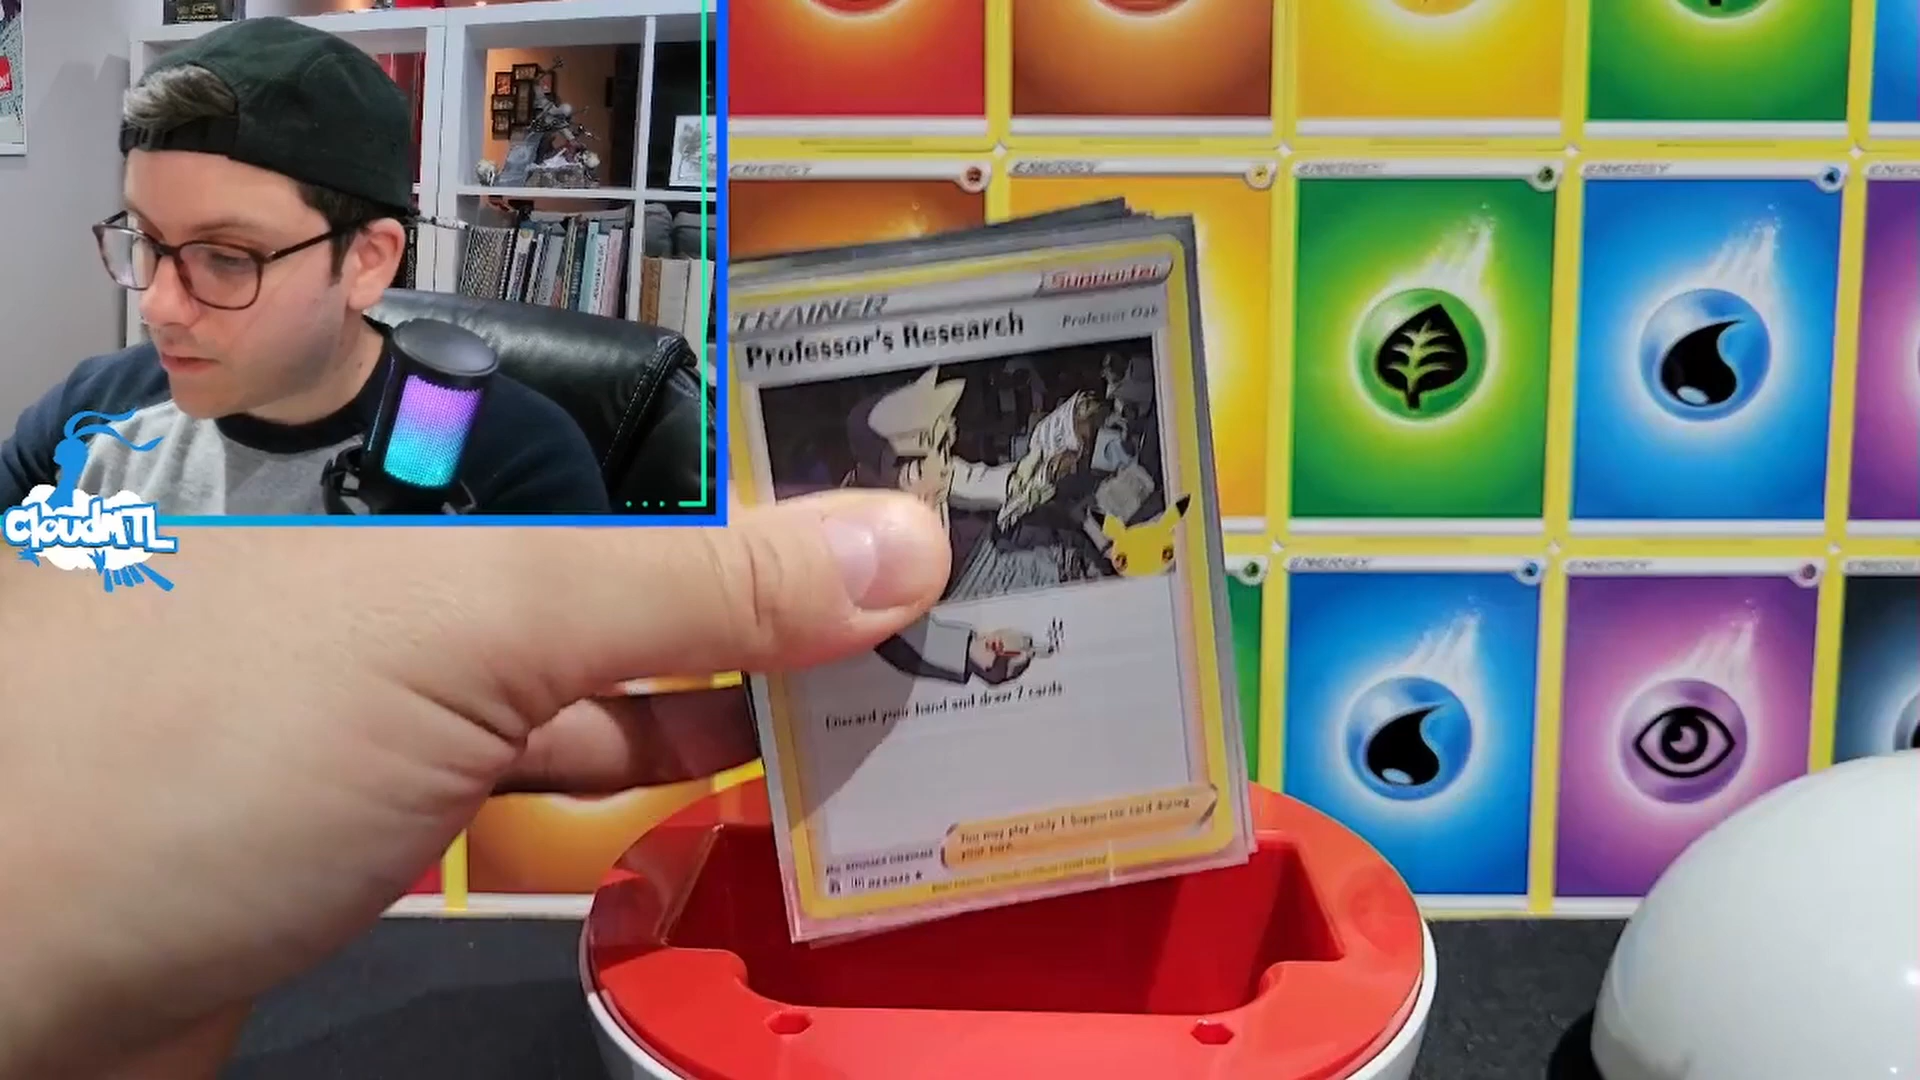 CloudMTL
ENERGY
ENERGY
ENERGY
ENERGY
Supporter
TRAINER
Professor's Research
Professor Oak
Discard your hand and draw 7 cards.
You may play only 1 Supporter card during
your turn.
ENERGY
ENERGY
ENERGY